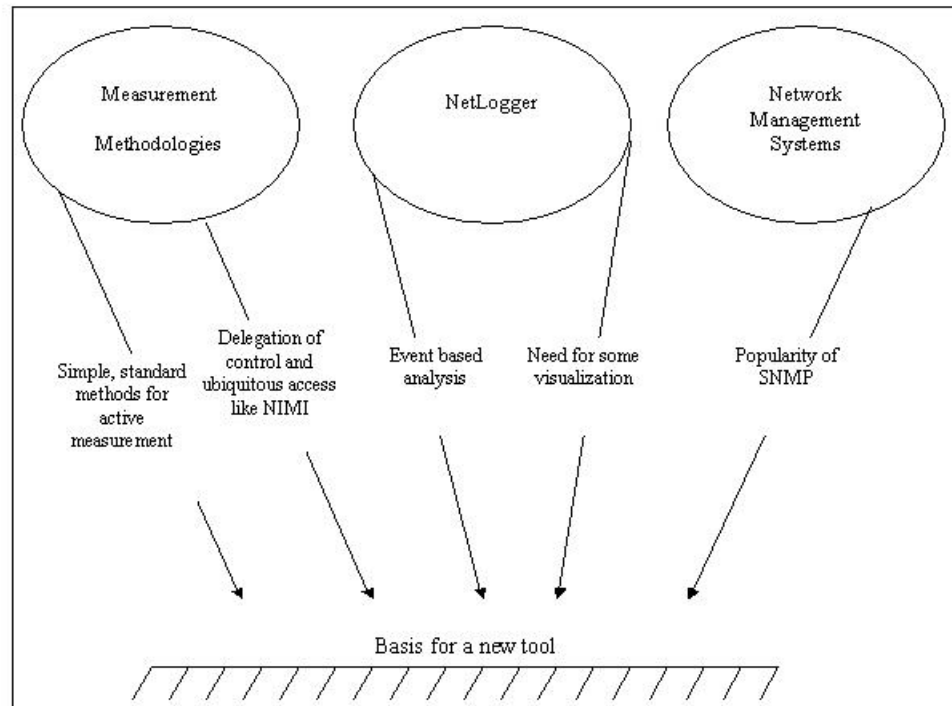 Measurement
Methodologies
NetLogger
Network
Management
Systems
Simple, standard
methods for
active
measurement
Delegation of
control and
ubiquitous access
like NIMI
Event based
analysis
Need for some
visualization
Popularity of
SNMP
Basis for a new tool